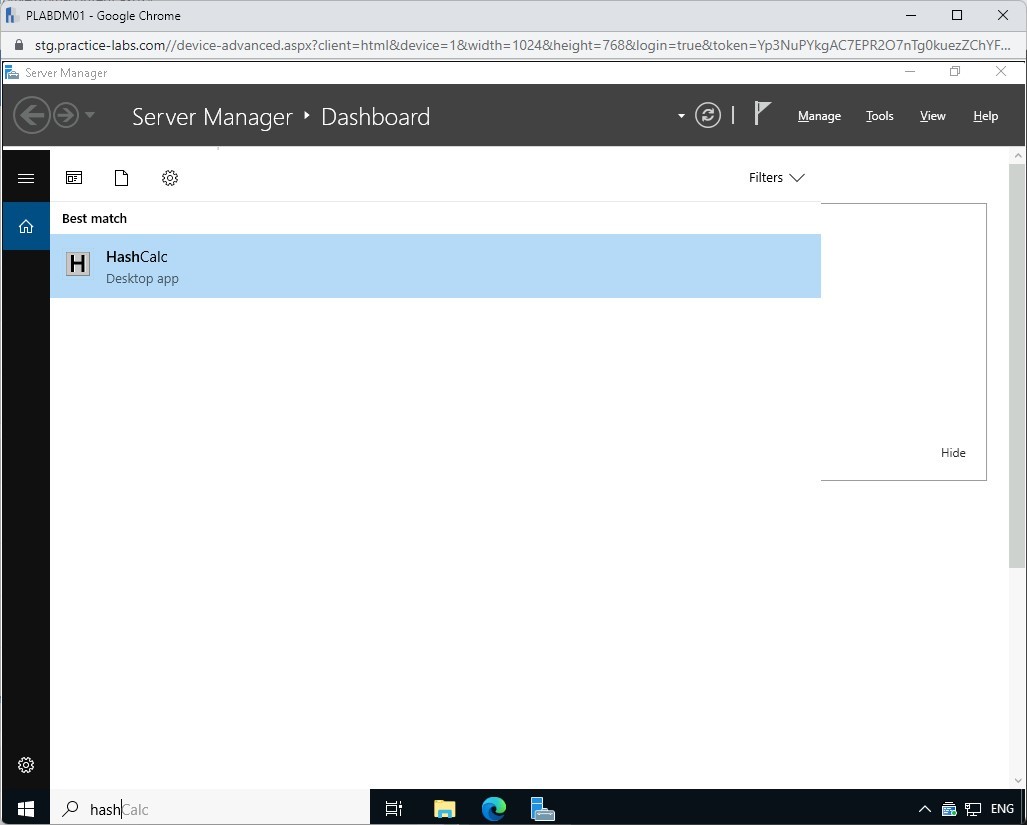 PLABDM01 - Google Chrome
stg.practice-labs.com//device-advanced.aspx?client=html&device=1&width=1024&height=768&login=true&token=Yp3NuPYkgAC7EPR2O7nTg0kuezZChYF...
Server Manager
Server Manager Dashboard
Manage Tools View Help
Filters
Best match
H HashCalc
Desktop app
Hide
hashCalc
ENG